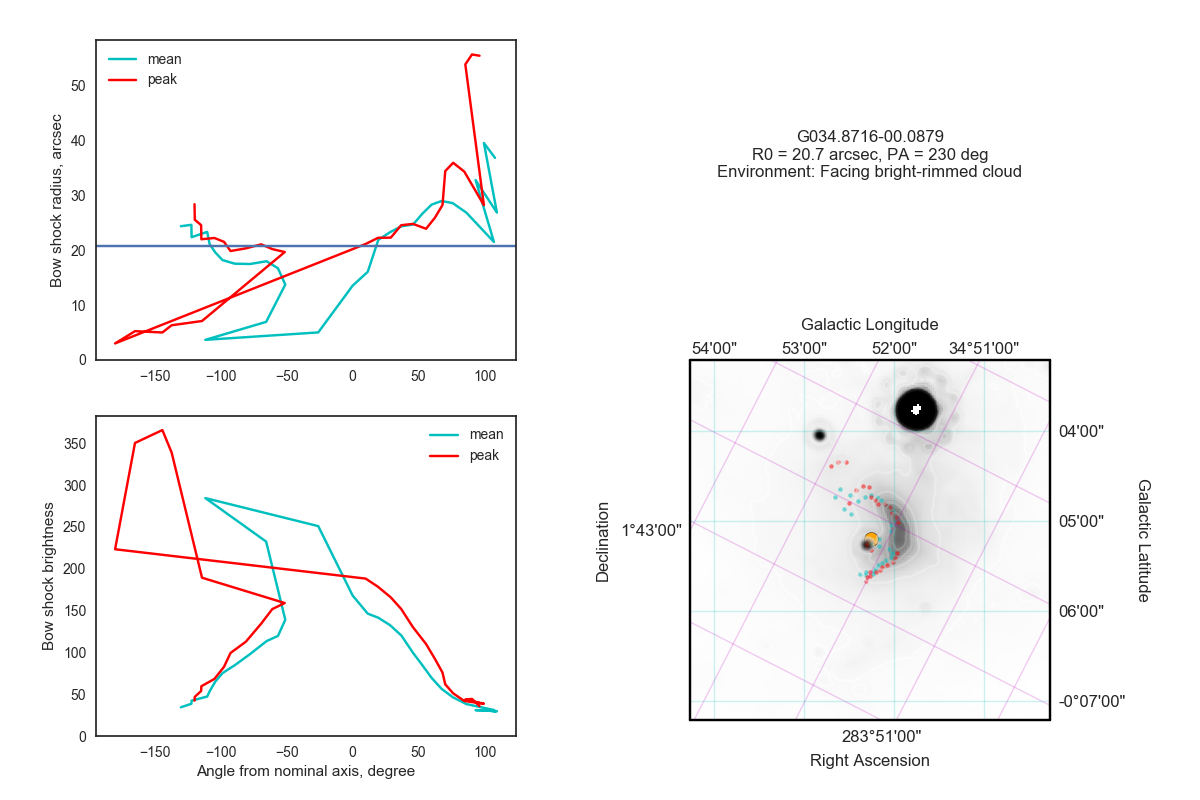 mean
peak
50
40
30
20
10
0
Bow shock radius, arcsec
−150
−100
−50
0
50
100
mean
peak
350
300
250
200
150
100
50
0
Bow shock brightness
−150
−100
−50
0
50
100
Angle from nominal axis, degree
G034.8716-00.0879
R0 = 20.7 arcsec, PA = 230 deg
Environment: Facing bright-rimmed cloud
Galactic Longitude
54'00" 53'00" 52'00" 34°51'00"
04'00"
05'00"
06'00"
-0°07'00"
Galactic Latitude
1°43'00"
Declination
283°51'00"
Right Ascension